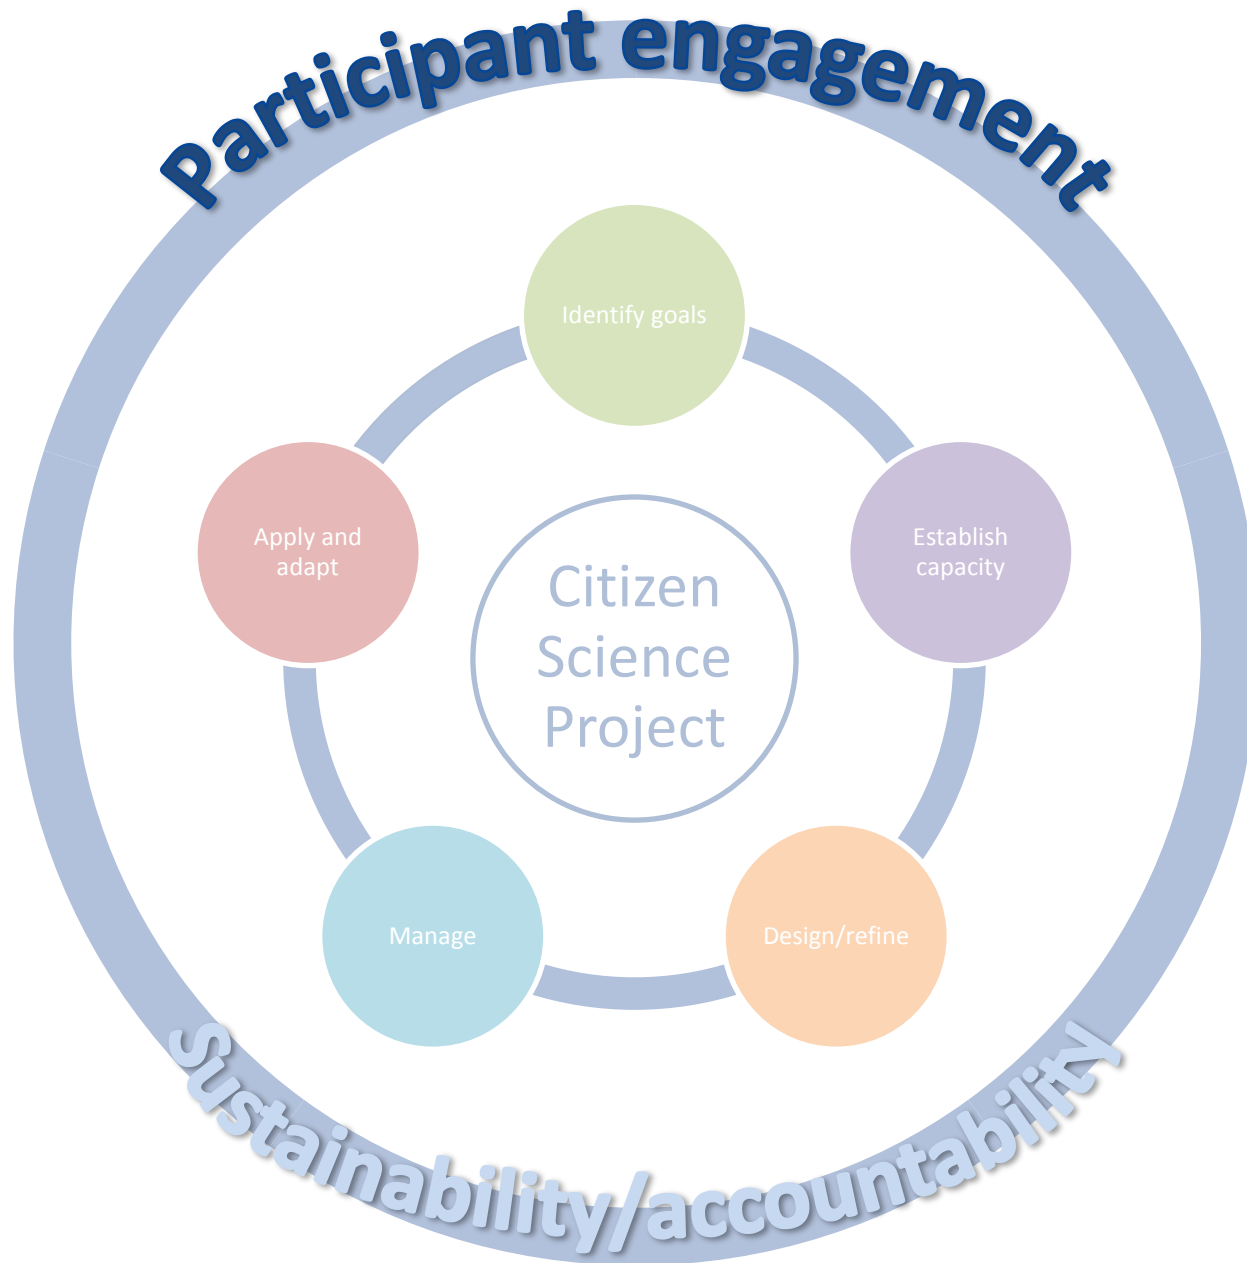 Participant engagement
Identify goals
Establish
capacity
Design/refine
Manage
Apply and
adapt
Citizen
Science
Project
Sustainability/accountability